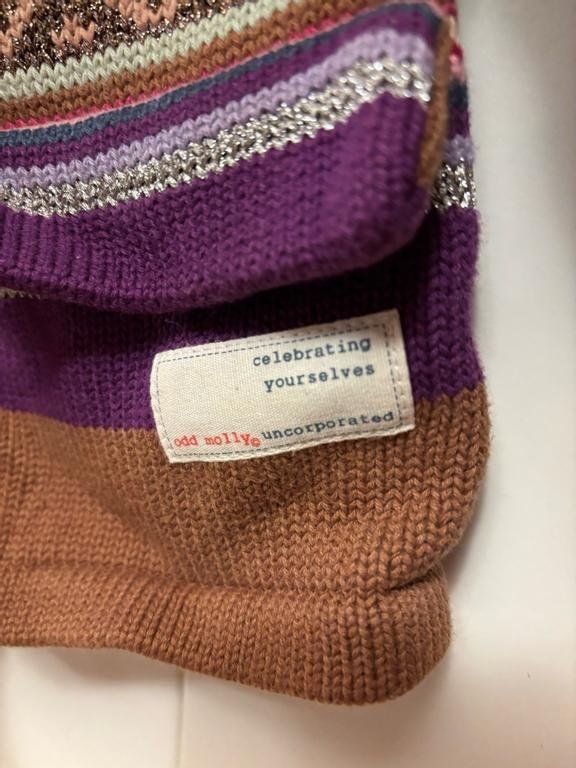 celebrating
yourselves
odd molly© uncorporated